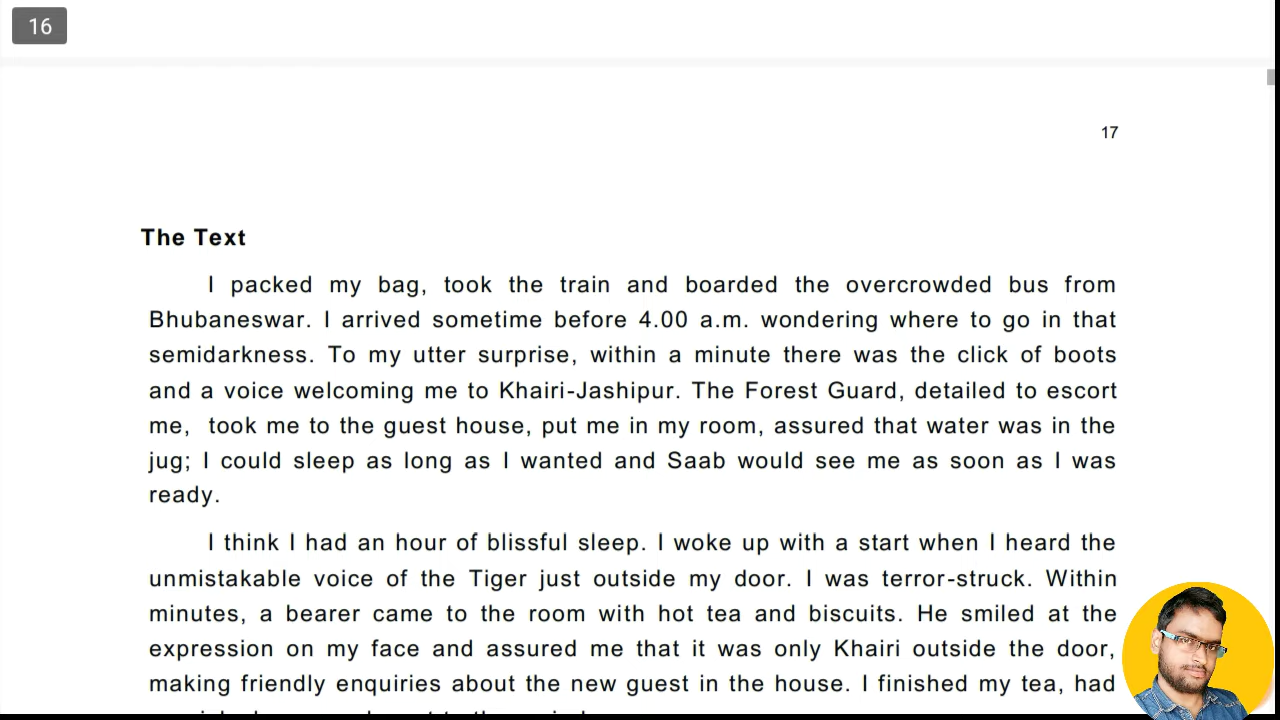 16
17
The Text
I packed my bag, took the train and boarded the overcrowded bus from
Bhubaneswar. I arrived sometime before 4.00 a.m. wondering where to go in that
semidarkness. To my utter surprise, within a minute there was the click of boots
and a voice welcoming me to Khairi-Jashipur. The Forest Guard, detailed to escort
me, took me to the guest house, put me in my room, assured that water was in the
jug; I could sleep as long as I wanted and Saab would see me as soon as I was
ready.
I think I had an hour of blissful sleep. I woke up with a start when I heard the
unmistakable voice of the Tiger just outside my door. I was terror-struck. Within
minutes, a bearer came to the room with hot tea and biscuits. He smiled at the
expression on my face and assured me that it was only Khairi outside the door,
making friendly enquiries about the new guest in the house. I finished my tea, had